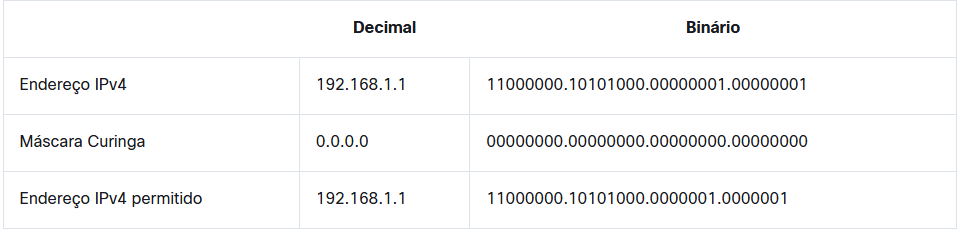 Decimal Binário
Endereço IPv4 192.168.1.1 11000000.10101000.00000001.00000001
Máscara Curinga 0.0.0.0 00000000.00000000.00000000.00000000
Endereço IPv4 permitido 192.168.1.1 11000000.10101000.0000001.0000001